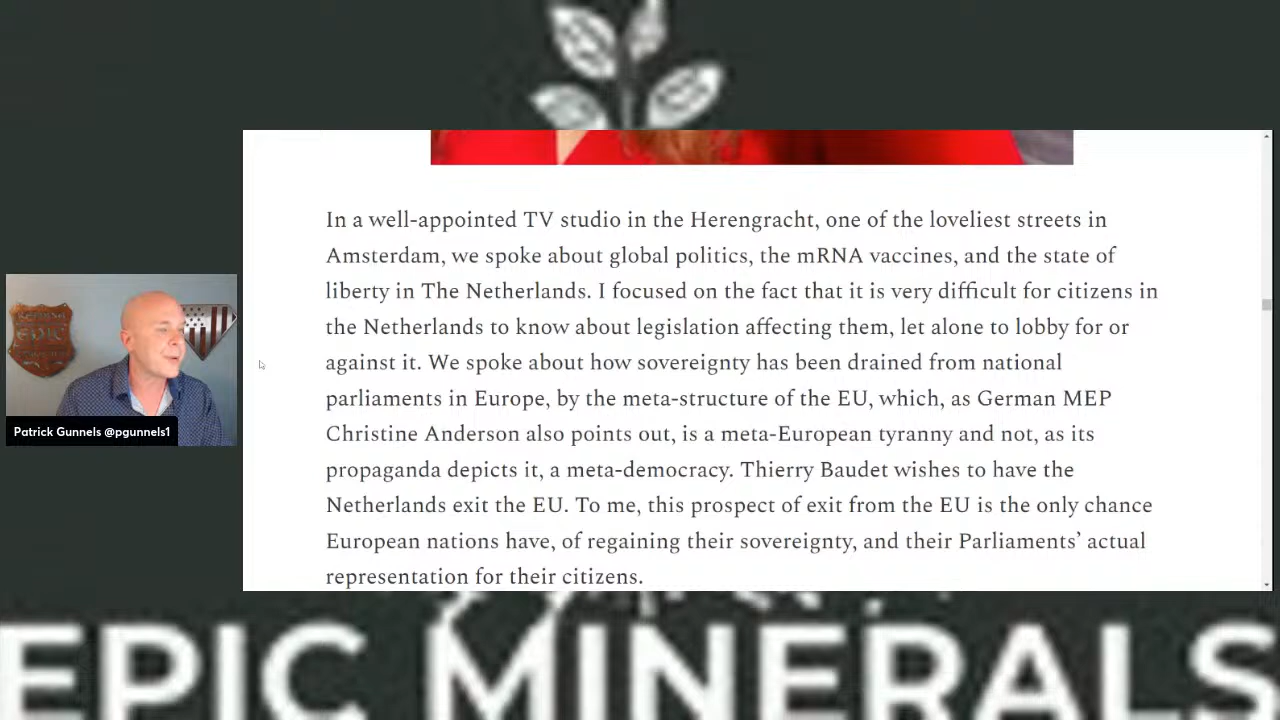 In a well-appointed TV studio in the Herengracht, one of the loveliest streets in
Amsterdam, we spoke about global politics, the mRNA vaccines, and the state of
liberty in The Netherlands. I focused on the fact that it is very difficult for citizens in
the Netherlands to know about legislation affecting them, let alone to lobby for or
against it. We spoke about how sovereignty has been drained from national
parliaments in Europe, by the meta-structure of the EU, which, as German MEP
Christine Anderson also points out, is a meta-European tyranny and not, as its
propaganda depicts it, a meta-democracy. Thierry Baudet wishes to have the
Netherlands exit the EU. To me, this prospect of exit from the EU is the only chance
European nations have, of regaining their sovereignty, and their Parliaments’ actual
representation for their citizens.
EPIC
Patrick Gunnels @pgunnels1
EPIC MINERALS